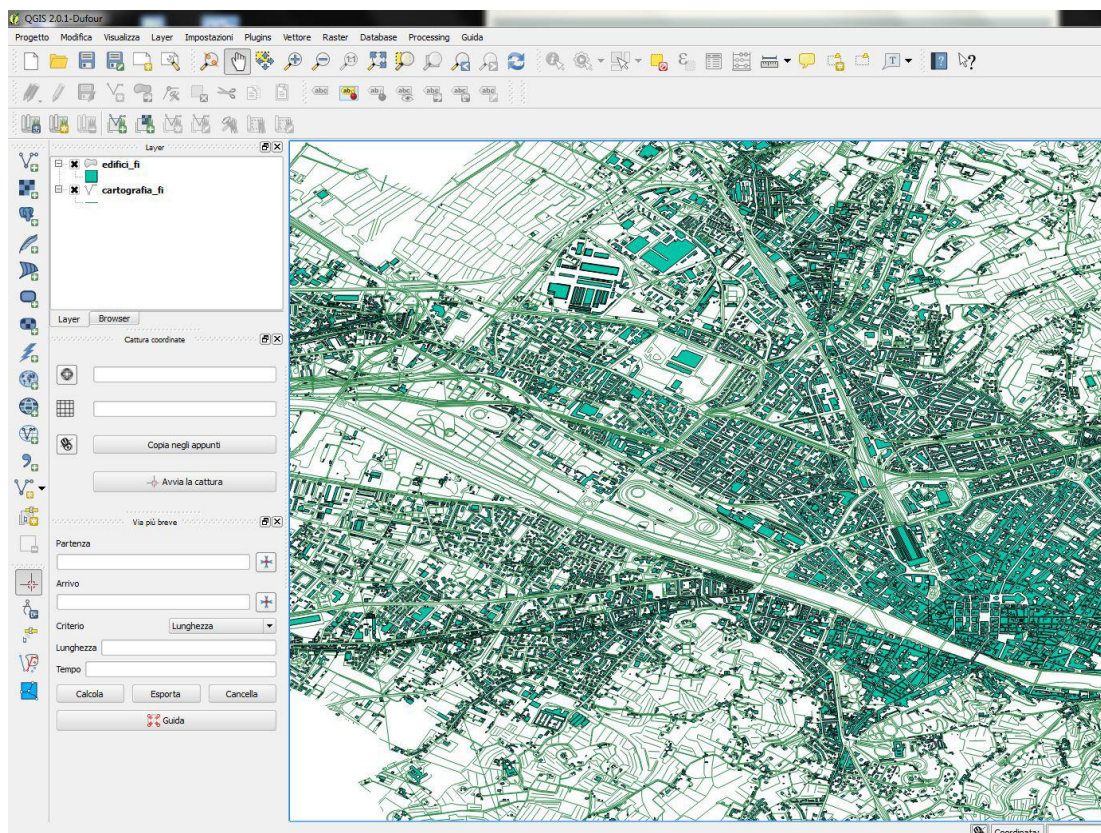 QGIS 2.0.1-Dufour
Progetto Modifica Visualizza Layer Impostazioni Plugins Vettore Raster Database Processing Guida
Layer
edifici_fi
cartografia_fi
Layer Browser
Cattura coordinate
Copia negli appunti
Avvia la cattura
Via più breve
Partenza
Arrivo
Criterio Lunghezza
Lunghezza
Tempo
Calcola Esporta Cancella
Guida
Coordinata: